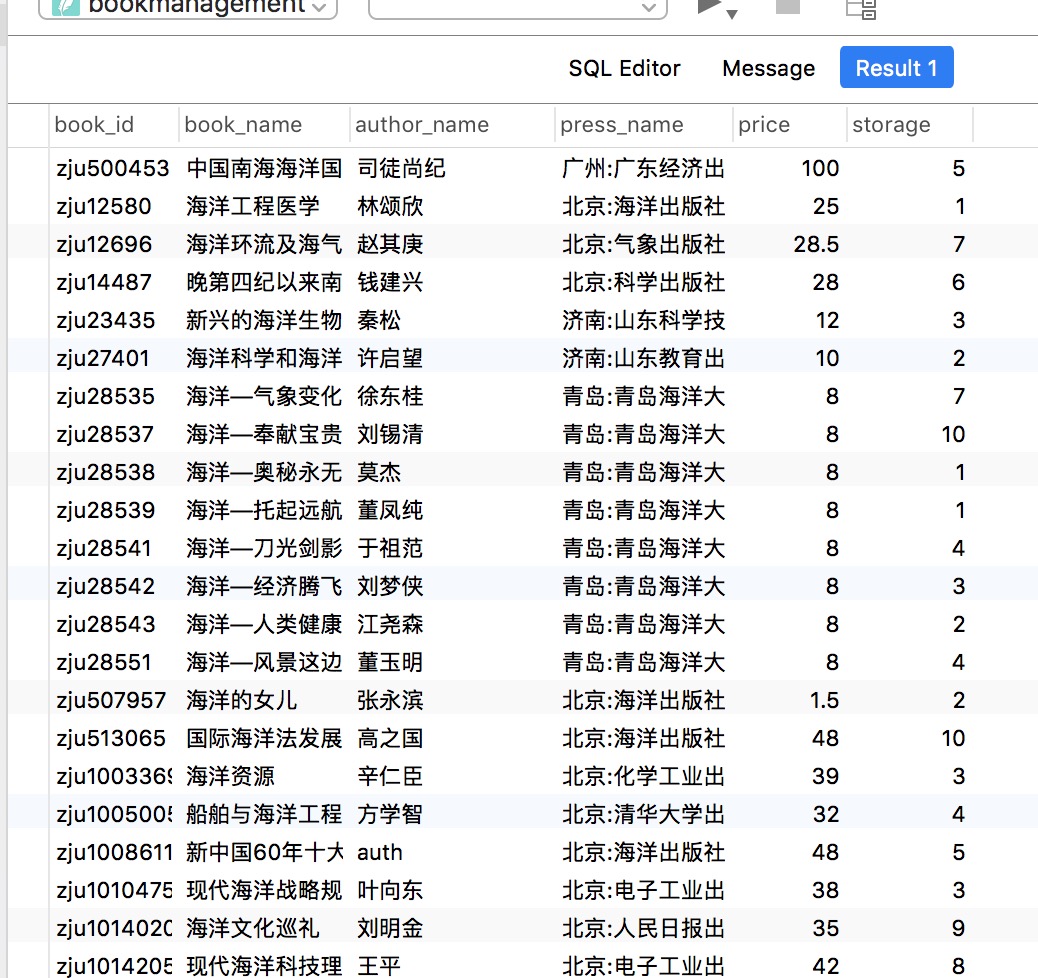 bookmanagement
SQL Editor Message Result 1
book_id book_name author_name press_name price storage
zju500453 中国南海海洋国 司徒尚纪 广州:广东经济出 100 5
zju12580 海洋工程医学 林颂欣 北京:海洋出版社 25 1
zju12696 海洋环流及海气 赵其庚 北京:气象出版社 28.5 7
zju14487 晚第四纪以来南 钱建兴 北京:科学出版社 28 6
zju23435 新兴的海洋生物 秦松 济南:山东科学技 12 3
zju27401 海洋科学和海洋 许启望 济南:山东教育出 10 2
zju28535 海洋—气象变化 徐东桂 青岛:青岛海洋大 8 7
zju28537 海洋—奉献宝贵 刘锡清 青岛:青岛海洋大 8 10
zju28538 海洋—奥秘永无 莫杰 青岛:青岛海洋大 8 1
zju28539 海洋—托起远航 董凤纯 青岛:青岛海洋大 8 1
zju28541 海洋—刀光剑影 于祖范 青岛:青岛海洋大 8 4
zju28542 海洋—经济腾飞 刘梦侠 青岛:青岛海洋大 8 3
zju28543 海洋—人类健康 江尧森 青岛:青岛海洋大 8 2
zju28551 海洋—风景这边 董玉明 青岛:青岛海洋大 8 4
zju507957 海洋的女儿 张永滨 北京:海洋出版社 1.5 2
zju513065 国际海洋法发展 高之国 北京:海洋出版社 48 10
zju1003369 海洋资源 辛仁臣 北京:化学工业出 39 3
zju1005005 船舶与海洋工程 方学智 北京:清华大学出 32 4
zju1008611 新中国60年十大 auth 北京:海洋出版社 48 5
zju1010475 现代海洋战略规 叶向东 北京:电子工业出 38 3
zju1014020 海洋文化巡礼 刘明金 北京:人民日报出 35 9
zju1014205 现代海洋科技理 王平 北京:电子工业出 42 8